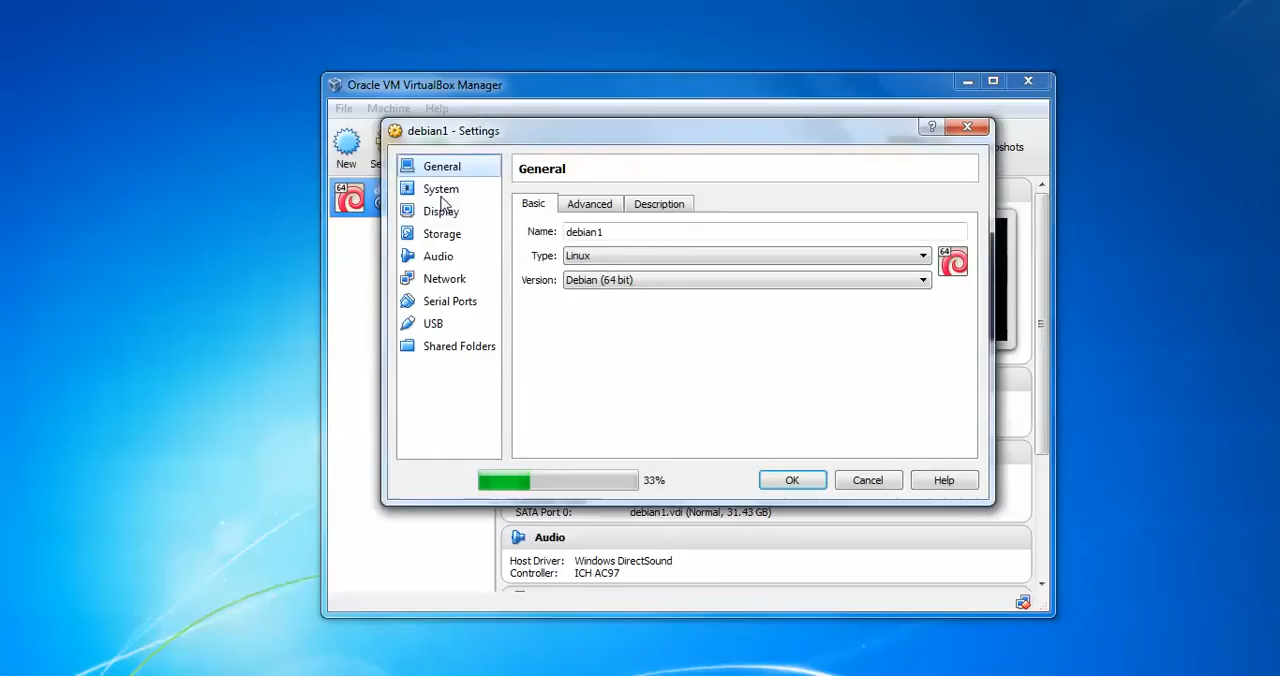 Oracle VM VirtualBox Manager
File Machine Help
debian1 - Settings
?
New
General
System
Display
Storage
Audio
Network
Serial Ports
USB
Shared Folders
General
Basic Advanced Description
Name: debian1
Type: Linux
64
Version: Debian (64 bit)
33%
OK Cancel Help
64
SATA Port 0: debian1.vdi (Normal, 31.43 GB)
Audio
Host Driver: Windows DirectSound
Controller: ICH AC97